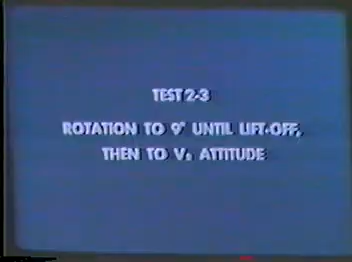 TEST 2-3
ROTATION TO 9° UNTIL LIFT-OFF,
THEN TO V₂ ATTITUDE